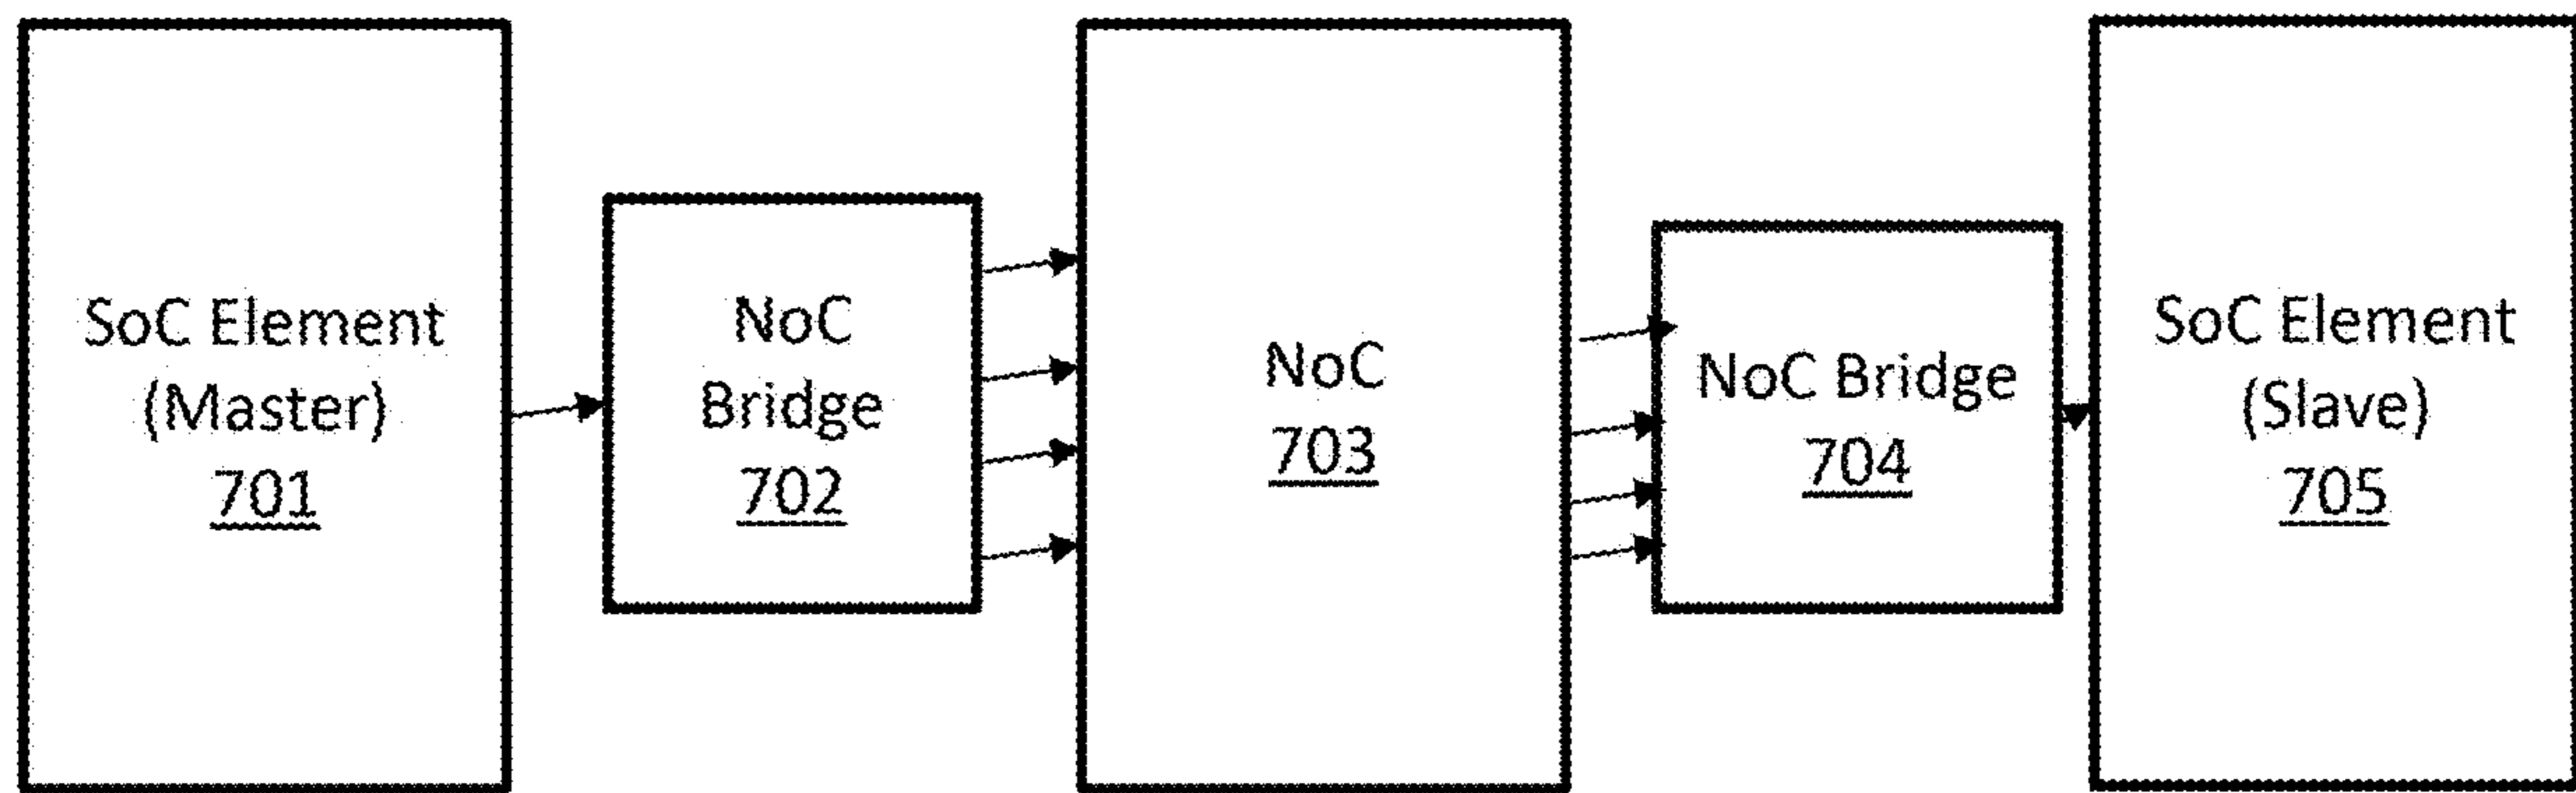 SoC Element
(Master)
701
NoC
Bridge
702
NoC
703
NoC Bridge
704
SoC Element
(Slave)
705